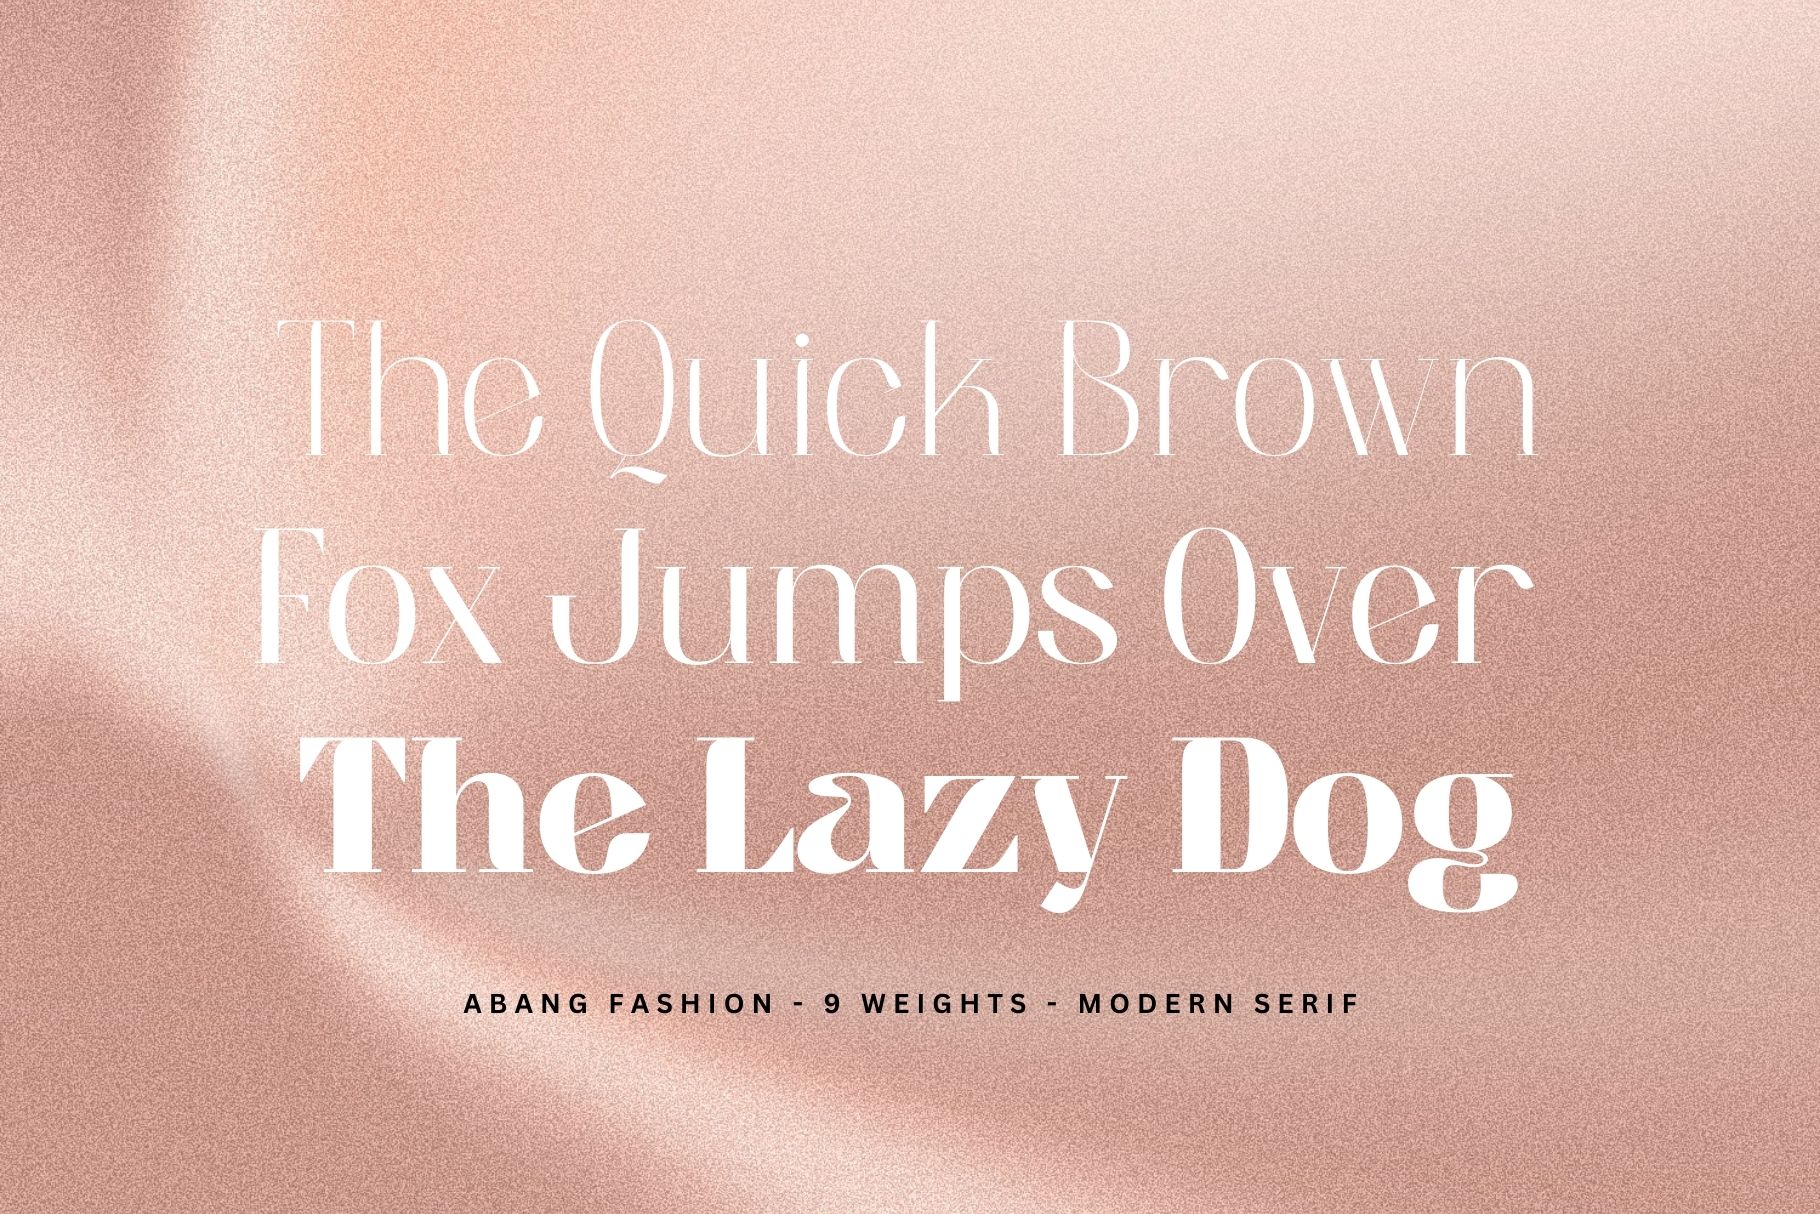 The Quick Brown
Fox Jumps Over
The Lazy Dog
ABANG FASHION - 9 WEIGHTS - MODERN SERIF